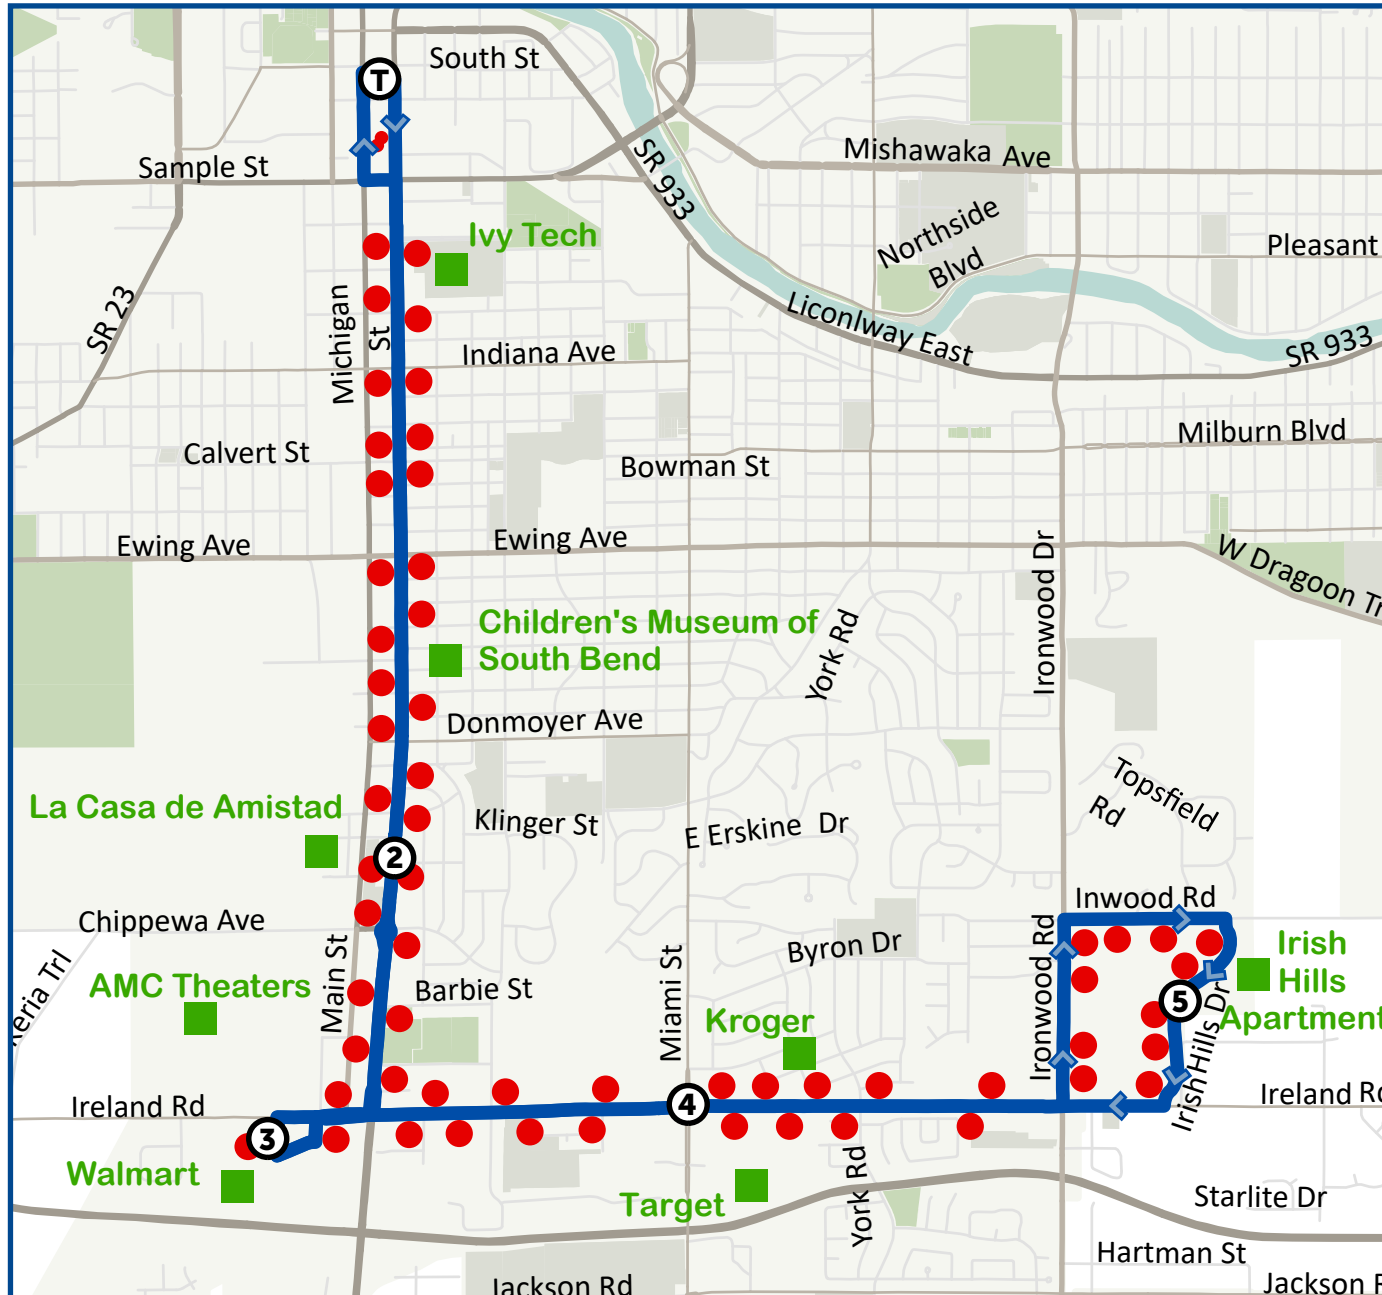 South St
T
Sample St
SR 933
Mishawaka Ave
Northside
Blvd
Pleasant
Ivy Tech
SR 23
Michigan
St
Liconlway East
SR 933
Indiana Ave
Calvert St
Bowman St
Milburn Blvd
Ewing Ave
Ewing Ave
Ironwood Dr
W Dragoon Tr
Children's Museum of
South Bend
York Rd
Donmoyer Ave
La Casa de Amistad
Klinger St
E Erskine Dr
Topsfield
Rd
2
Chippewa Ave
Inwood Rd
Byron Dr
Ironwood Rd
Irish
Hills
Apartment
Main St
AMC Theaters
Barbie St
Miami St
Kroger
5
Irish Hills Dr
keria Trl
Ireland Rd
4
Ireland Rd
3
Walmart
Target
York Rd
Starlite Dr
Hartman St
Jackson Rd
Jackson R